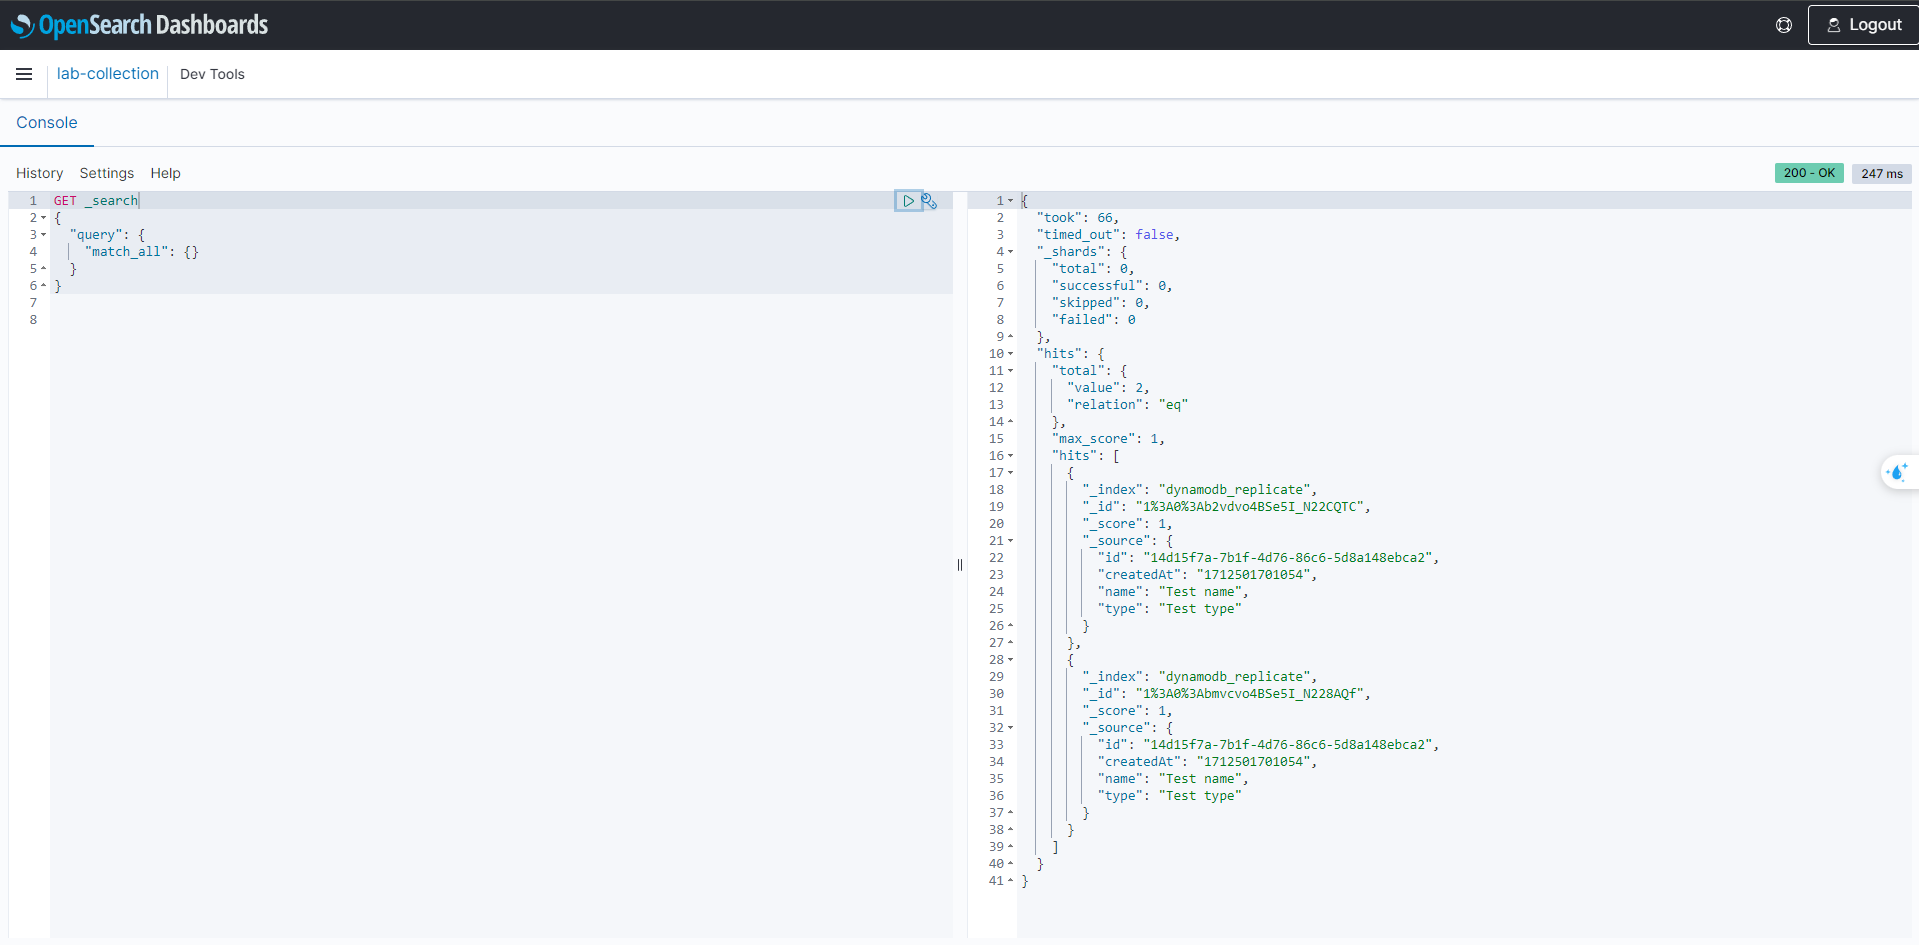 OpenSearch Dashboards
Logout
lab-collection
Dev Tools
Console
History Settings Help
200 - OK 247 ms
1 GET _search
2 {
3 "query": {
4 "match_all": {}
5 }
6 }
7
8
1 {
2 "took": 66,
3 "timed_out": false,
4 "_shards": {
5 "total": 0,
6 "successful": 0,
7 "skipped": 0,
8 "failed": 0
9 },
10 "hits": {
11 "total": {
12 "value": 2,
13 "relation": "eq"
14 },
15 "max_score": 1,
16 "hits": [
17 {
18 "_index": "dynamodb_replicate",
19 "_id": "1%3A0%3Ab2vdvo4BSe5I_N22CQTC",
20 "_score": 1,
21 "_source": {
22 "id": "14d15f7a-7b1f-4d76-86c6-5d8a148ebca2",
23 "createdAt": "1712501701054",
24 "name": "Test name",
25 "type": "Test type"
26 }
27 },
28 {
29 "_index": "dynamodb_replicate",
30 "_id": "1%3A0%3Abmvcvo4BSe5I_N228AQf",
31 "_score": 1,
32 "_source": {
33 "id": "14d15f7a-7b1f-4d76-86c6-5d8a148ebca2",
34 "createdAt": "1712501701054",
35 "name": "Test name",
36 "type": "Test type"
37 }
38 }
39 ]
40 }
41 }